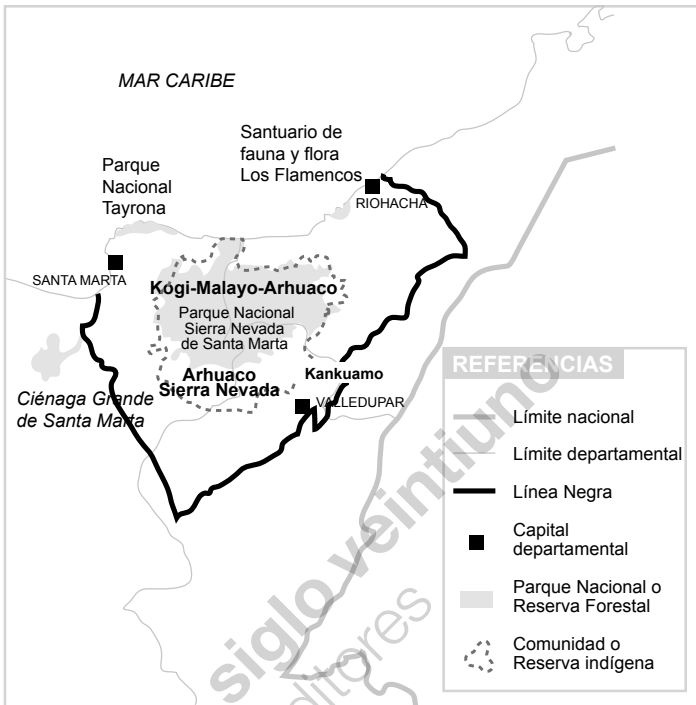 MAR CARIBE
Santuario de
fauna y flora
Los Flamencos
Parque
Nacional
Tayrona
RIOHACHA
SANTA MARTA
Kogi-Malayo-Arhuaco
Parque Nacional
Sierra Nevada
de Santa Marta
Arhuaco
Sierra Nevada
Kankuamo
VALLEDUPAR
Ciénaga Grande
de Santa Marta
REFERENCIAS
Límite nacional
Límite departamental
Línea Negra
Capital
departamental
Parque Nacional o
Reserva Forestal
Comunidad o
Reserva indígena
siglo veintiuno
editores